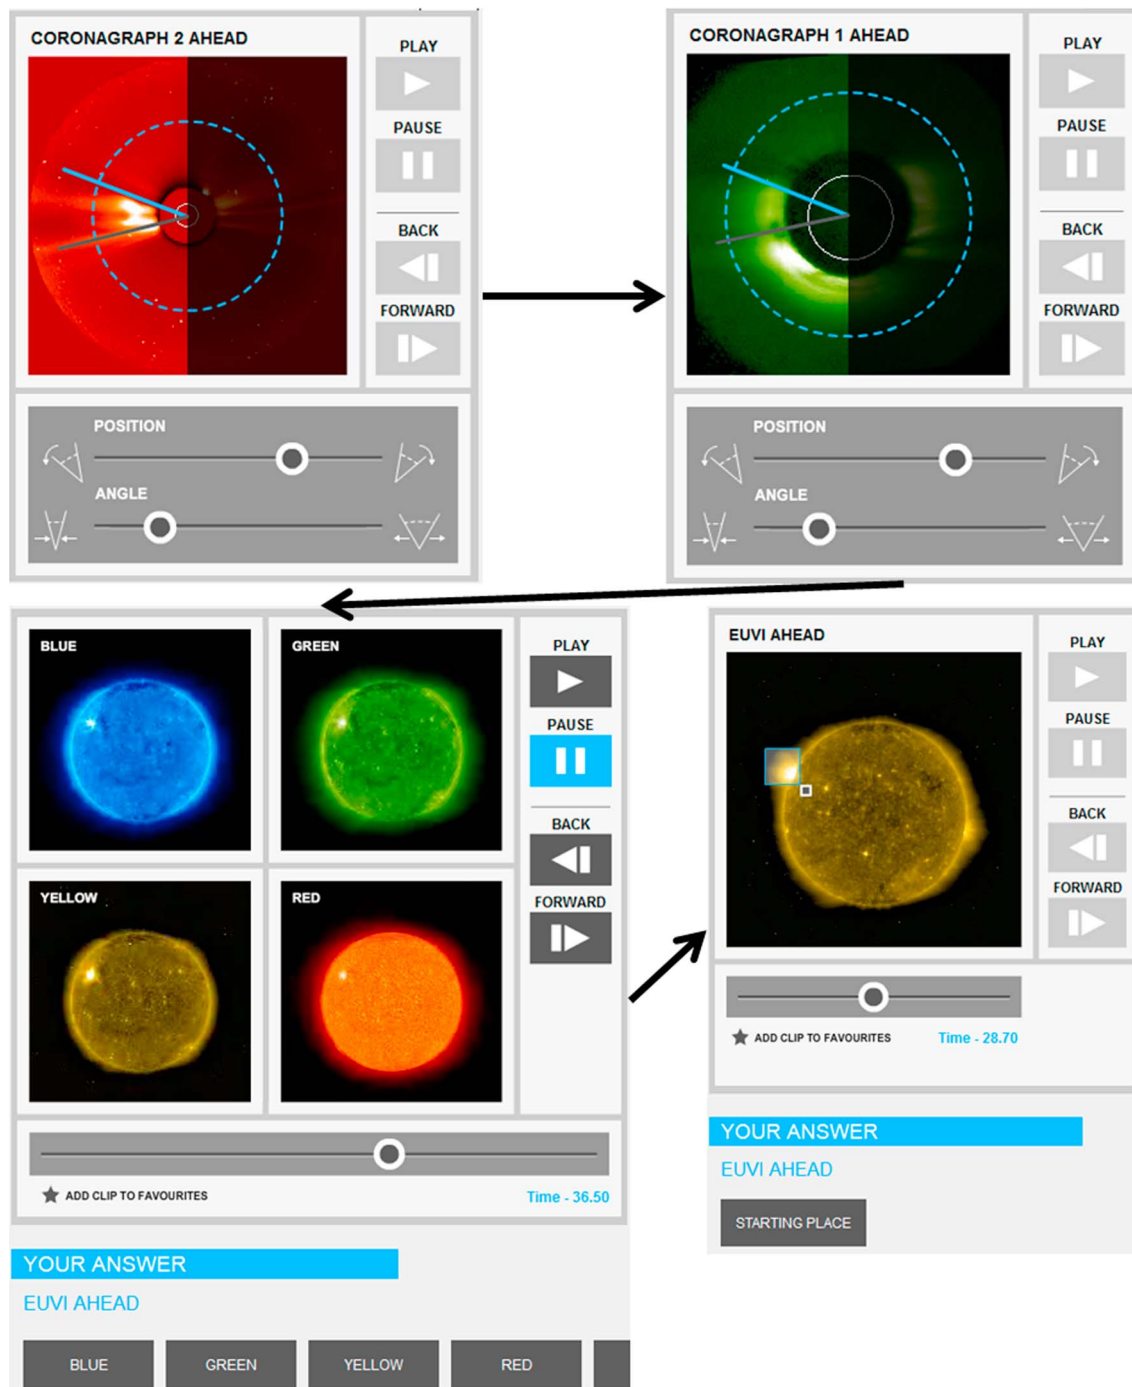 CORONAGRAPH 2 AHEAD
PLAY
PAUSE
BACK
FORWARD
POSITION
ANGLE
CORONAGRAPH 1 AHEAD
PLAY
PAUSE
BACK
FORWARD
POSITION
ANGLE
BLUE
GREEN
YELLOW
RED
PLAY
PAUSE
BACK
FORWARD
ADD CLIP TO FAVOURITES
Time - 36.50
YOUR ANSWER
EUVI AHEAD
BLUE
GREEN
YELLOW
RED
EUVI AHEAD
PLAY
PAUSE
BACK
FORWARD
ADD CLIP TO FAVOURITES
Time - 28.70
YOUR ANSWER
EUVI AHEAD
STARTING PLACE